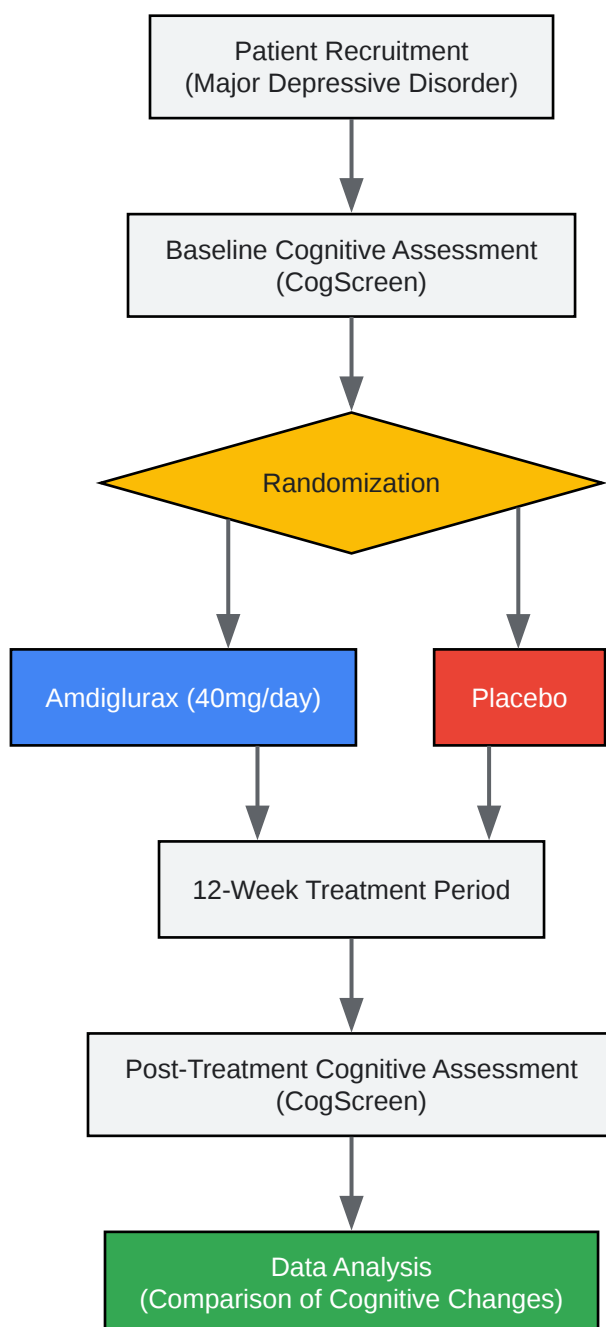 Patient Recruitment
(Major Depressive Disorder)
Baseline Cognitive Assessment
(CogScreen)
Randomization
Amdiglurax (40mg/day)
Placebo
12-Week Treatment Period
Post-Treatment Cognitive Assessment
(CogScreen)
Data Analysis
(Comparison of Cognitive Changes)